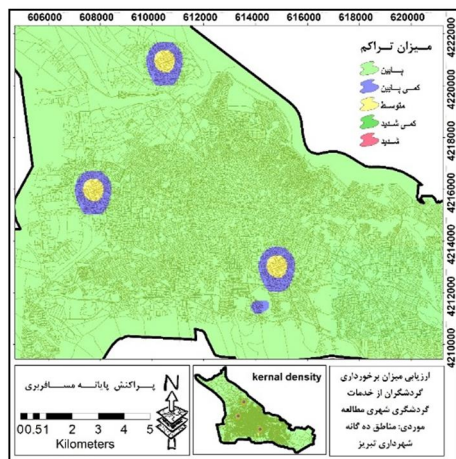 606000 608000 610000 612000 614000 616000 618000 620000
4222000
4220000
4218000
4216000
4214000
4212000
4210000
میزان تراکم
پایین
کمی پایین
متوسط
کمی شدید
شدید
پراکنش پایانه مسافربری
N
0 0.5 1 2 3 4 5
Kilometers
kernal density
ارزیابی میزان برخورداری
گردشگران از خدمات
گردشگری شهری مطالعه
موردی: مناطق ده گانه
شهرداری تبریز